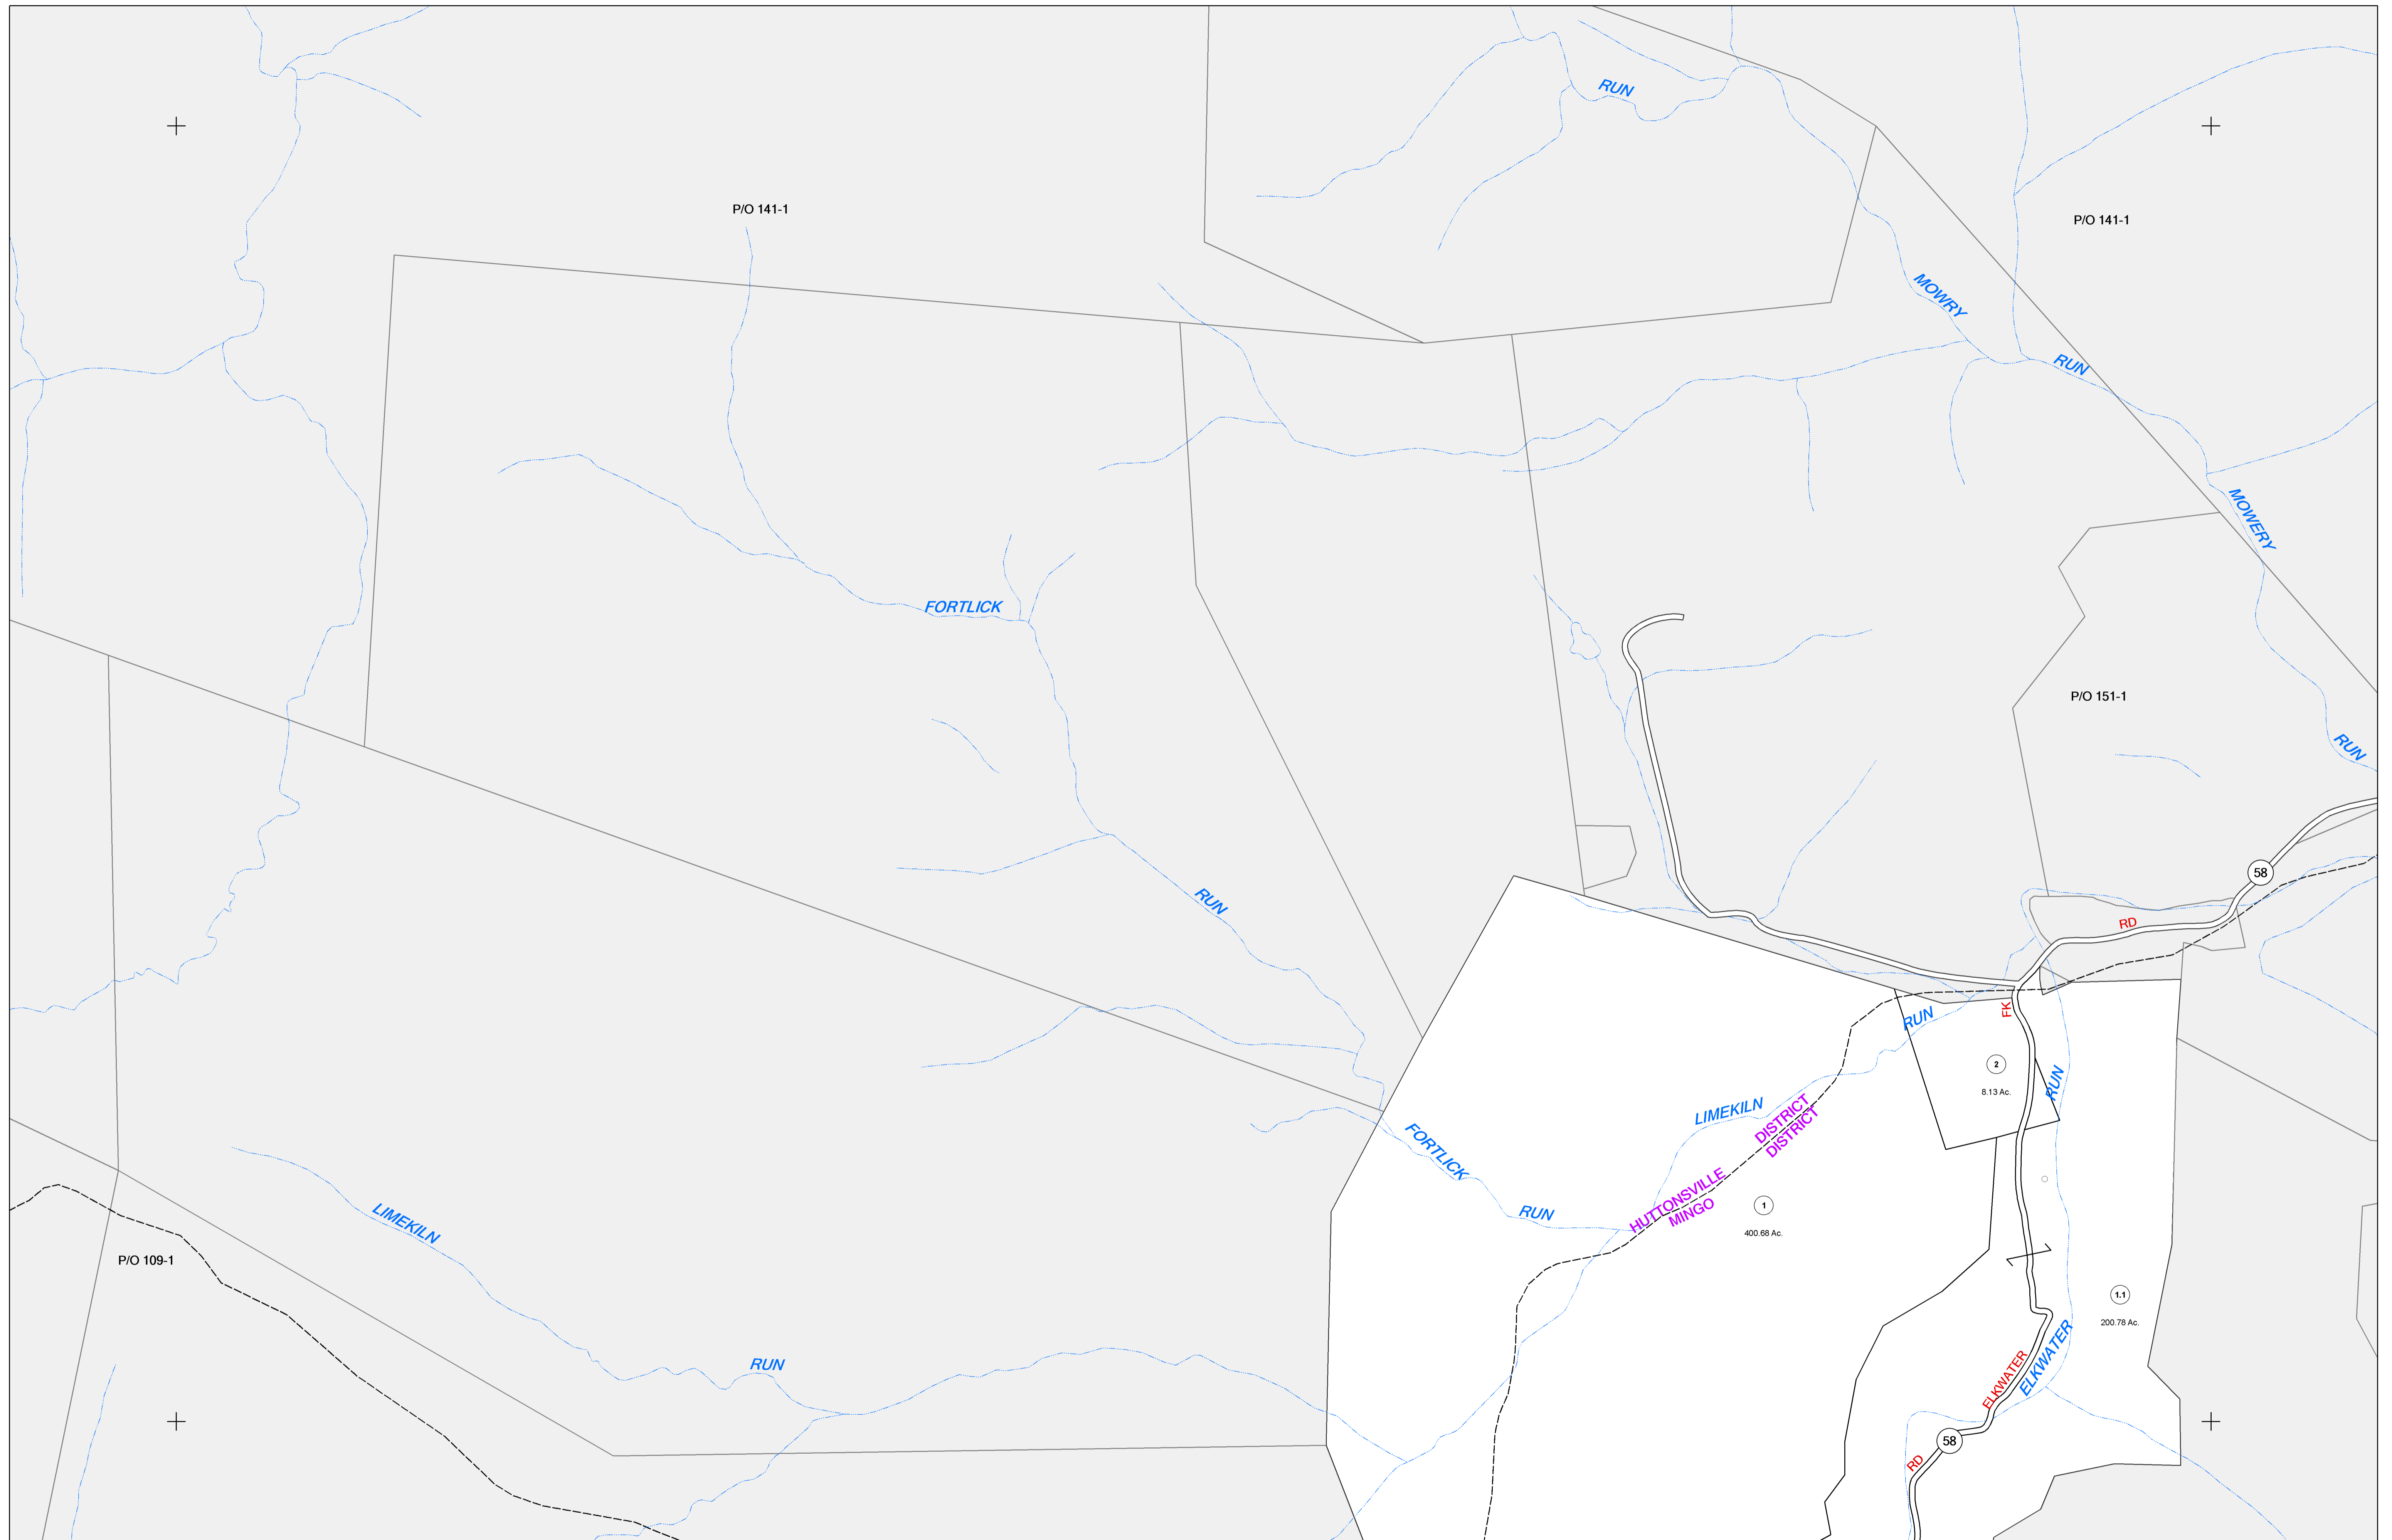 RUN
P/O 141-1
P/O 141-1
MOWRY
RUN
MOWERY
FORTLICK
P/O 151-1
RUN
58
RUN
RD
FK
RUN
2
8.13 Ac.
RUN
LIMEKILN
DISTRICT
DISTRICT
FORTLICK
HUTTONSVILLE
MINGO
1
400.68 Ac.
RUN
LIMEKILN
P/O 109-1
1.1
200.78 Ac.
RUN
ELKWATER
ELKWATER
58
RD